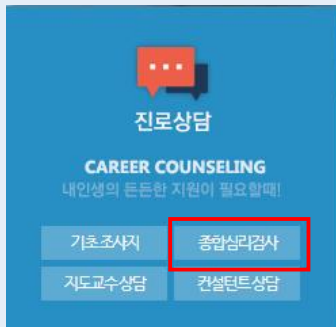 진로상담
CAREER COUNSELING
내인생의 든든한 지원이 필요할때!
기초조사지 종합심리검사
지도교수상담 컨설턴트상담